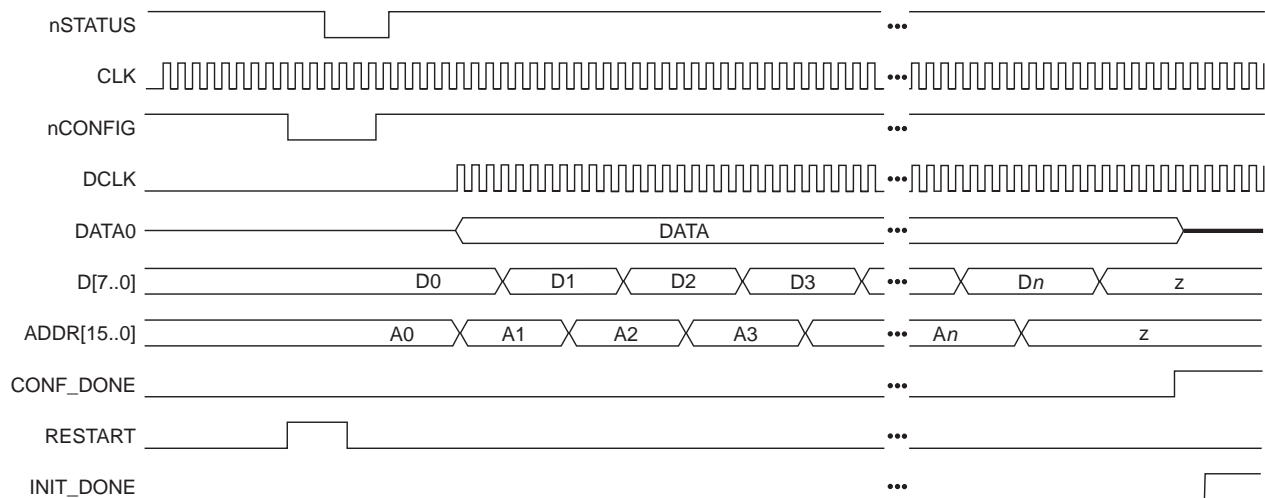 nSTATUS •••
CLK •••
nCONFIG •••
DCLK •••
DATA0 DATA •••
D[7..0] D0 D1 D2 D3 ••• Dn z
ADDR[15..0] A0 A1 A2 A3 ••• An z
CONF_DONE •••
RESTART •••
INIT_DONE •••